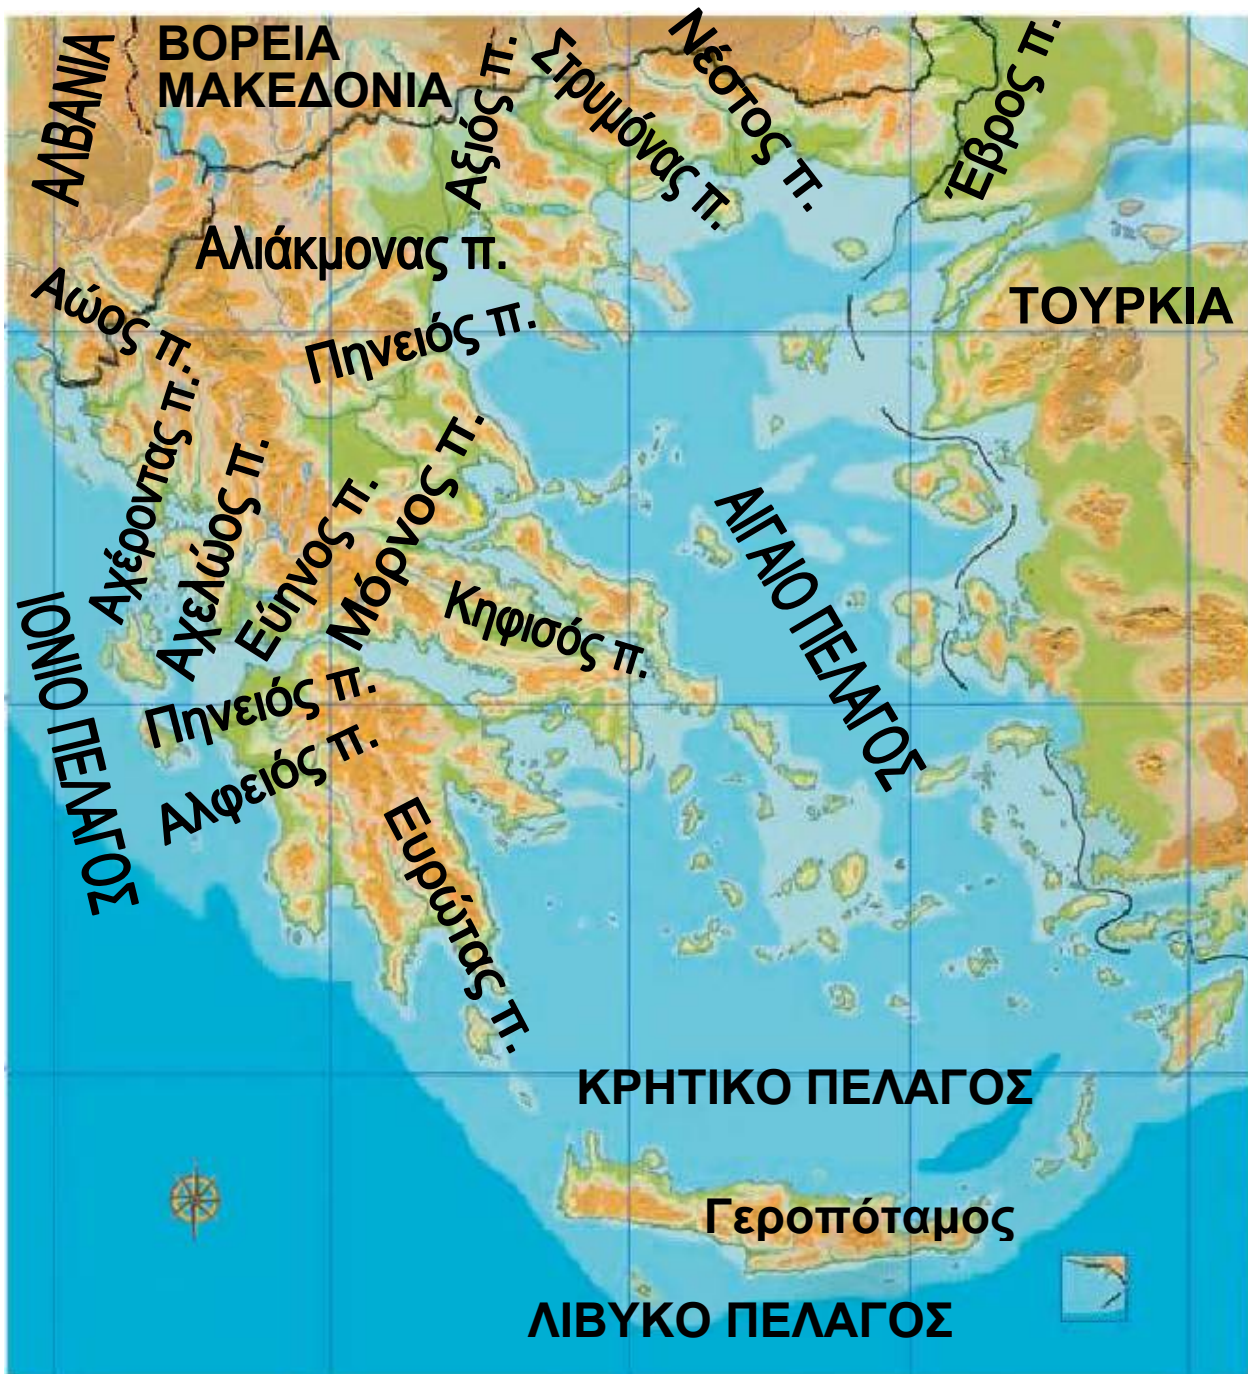 ΑΛΒΑΝΙΑ
ΒΟΡΕΙΑ
ΜΑΚΕΔΟΝΙΑ
Αξιός π.
Στρυμόνας π.
Νέστος π.
Έβρος π.
Αλιάκμονας π.
Αώος π.
Πηνειός π.
ΤΟΥΡΚΙΑ
Αχέροντας π.
Αχελώος π.
Εύηνος π.
Μόρνος π.
Κηφισός π.
ΑΙΓΑΙΟ ΠΕΛΑΓΟΣ
ΙΟΝΙΟ ΠΕΛΑΓΟΣ
Πηνειός π.
Αλφειός π.
Ευρώτας π.
ΚΡΗΤΙΚΟ ΠΕΛΑΓΟΣ
Γεροπόταμος
ΛΙΒΥΚΟ ΠΕΛΑΓΟΣ